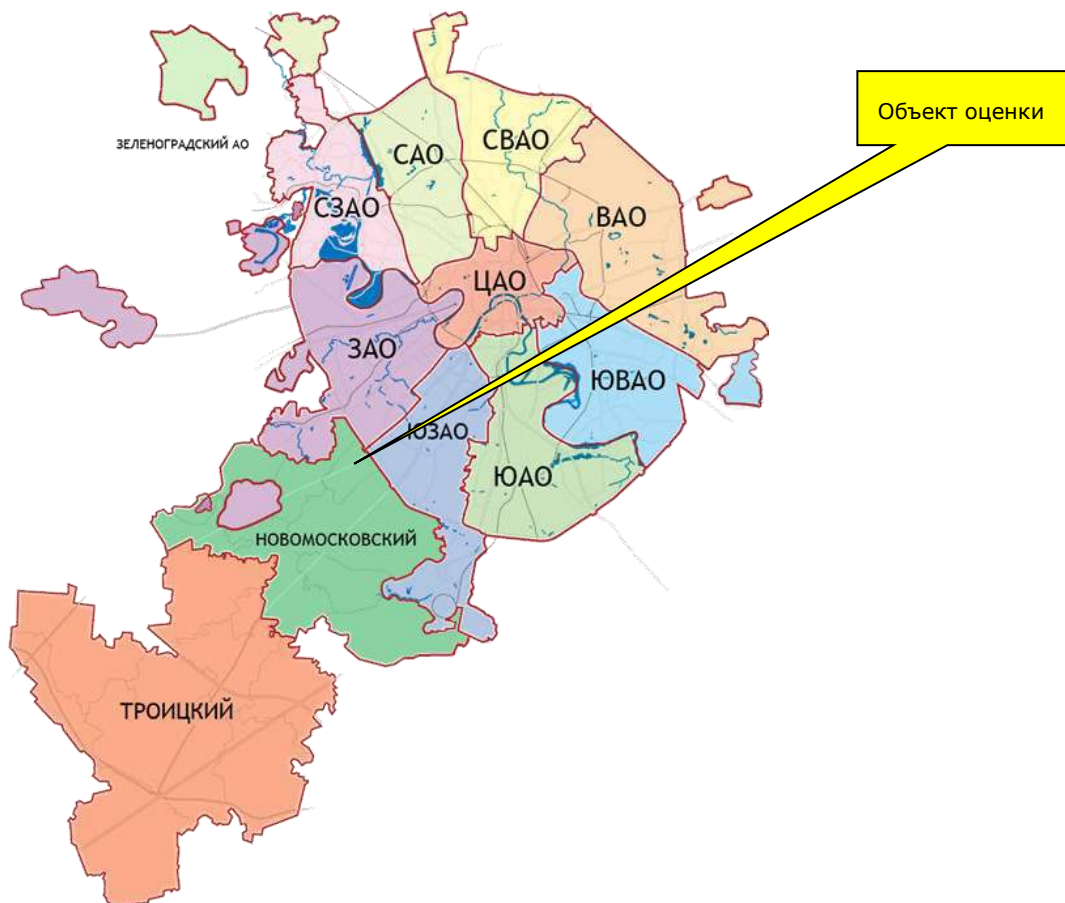 Объект оценки
ЗЕЛЕНОГРАДСКИЙ АО
САО
СВАО
СЗАО
ВАО
ЦАО
ЗАО
ЮВАО
ЮЗАО
ЮАО
НОВОМОСКОВСКИЙ
ТРОИЦКИЙ